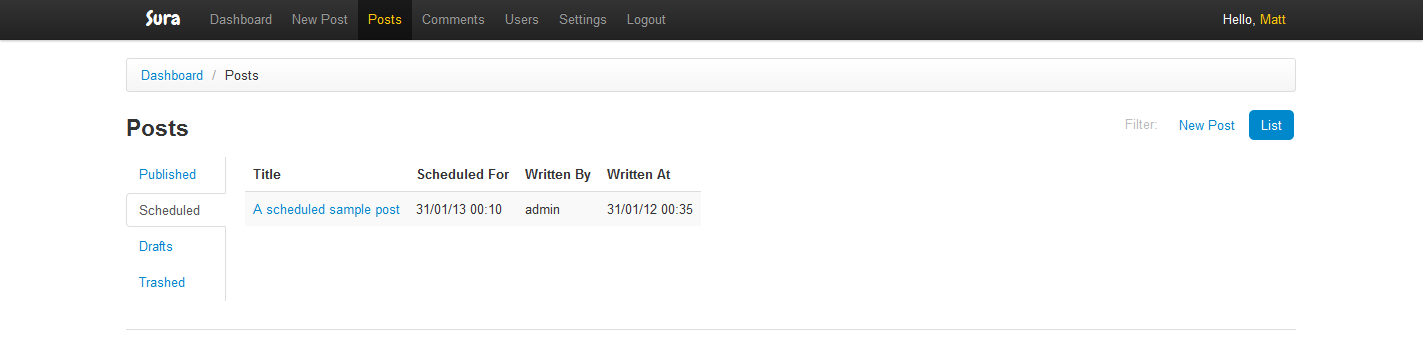 Sura Dashboard New Post Posts Comments Users Settings Logout Hello, Matt
Dashboard / Posts
Posts Filter: New Post List
Published Title Scheduled For Written By Written At
Scheduled A scheduled sample post 31/01/13 00:10 admin 31/01/12 00:35
Drafts
Trashed